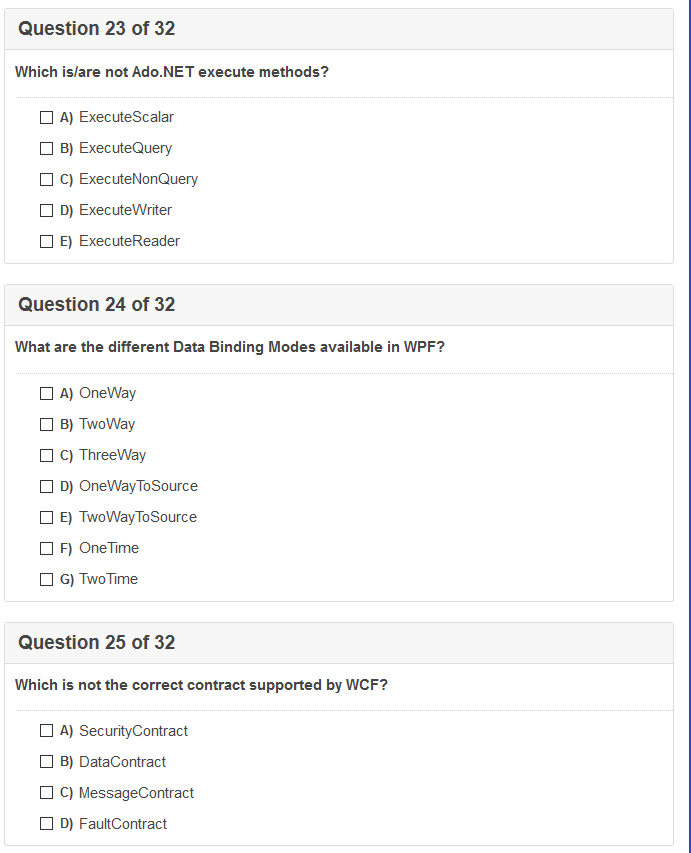 Question 23 of 32
Which is/are not Ado.NET execute methods?
A) ExecuteScalar
B) ExecuteQuery
C) ExecuteNonQuery
D) ExecuteWriter
E) ExecuteReader
Question 24 of 32
What are the different Data Binding Modes available in WPF?
A) OneWay
B) TwoWay
C) ThreeWay
D) OneWayToSource
E) TwoWayToSource
F) OneTime
G) TwoTime
Question 25 of 32
Which is not the correct contract supported by WCF?
A) SecurityContract
B) DataContract
C) MessageContract
D) FaultContract